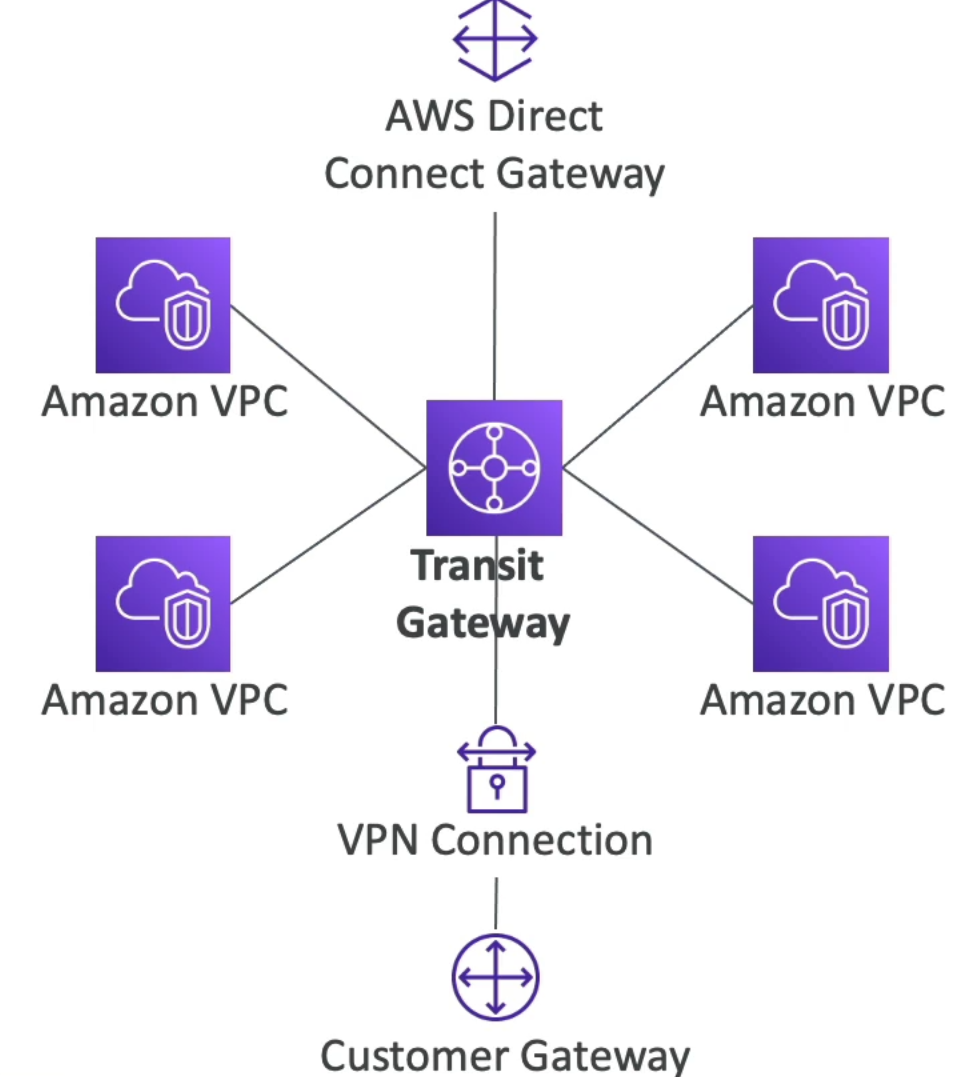 AWS Direct
Connect Gateway
Amazon VPC
Amazon VPC
Transit
Gateway
Amazon VPC
Amazon VPC
VPN Connection
Customer Gateway